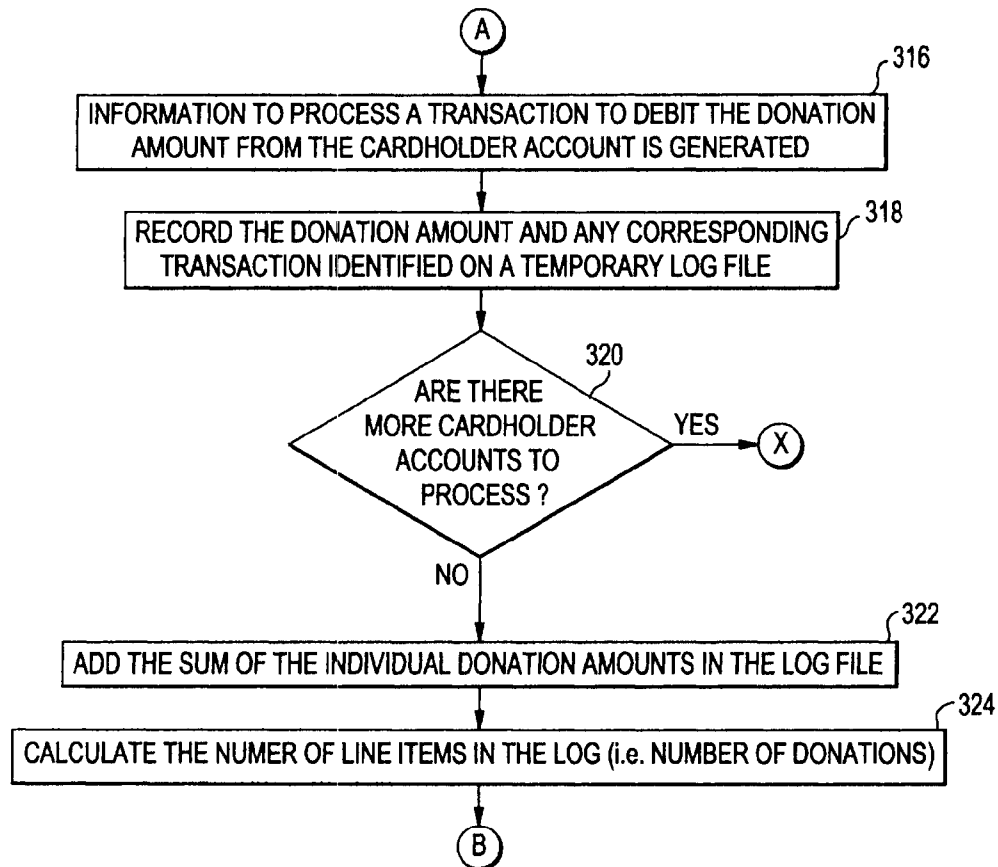 A
316
INFORMATION TO PROCESS A TRANSACTION TO DEBIT THE DONATION
AMOUNT FROM THE CARDHOLDER ACCOUNT IS GENERATED
318
RECORD THE DONATION AMOUNT AND ANY CORRESPONDING
TRANSACTION IDENTIFIED ON A TEMPORARY LOG FILE
320
ARE THERE
MORE CARDHOLDER
ACCOUNTS TO
PROCESS ?
YES
X
NO
322
ADD THE SUM OF THE INDIVIDUAL DONATION AMOUNTS IN THE LOG FILE
324
CALCULATE THE NUMER OF LINE ITEMS IN THE LOG (i.e. NUMBER OF DONATIONS)
B